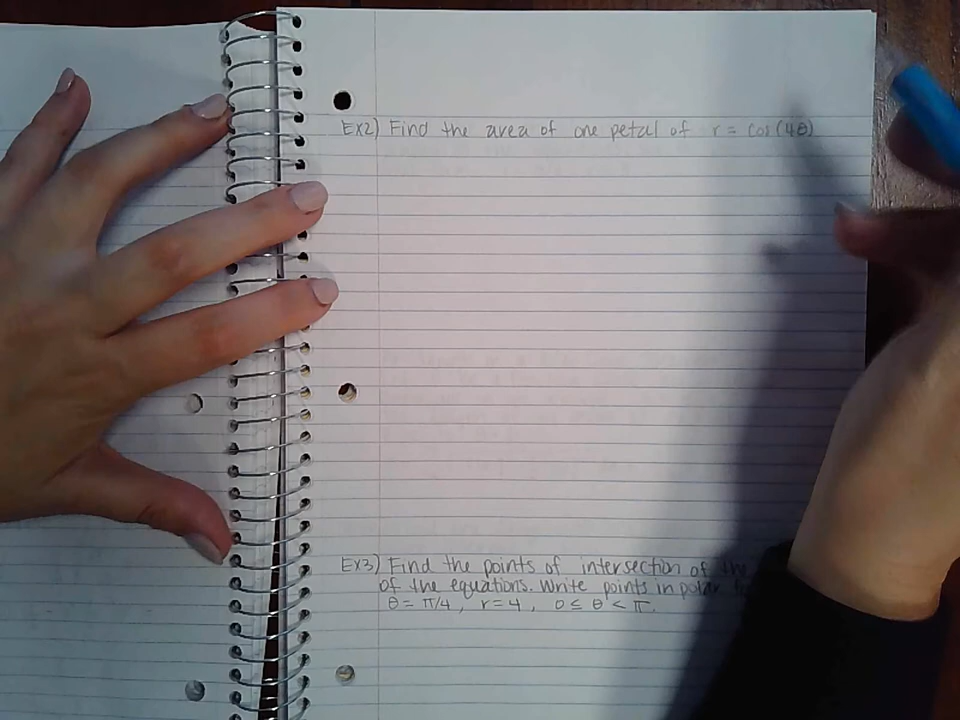 Ex2) Find the area of one petal of r = cos(4θ)
Ex3) Find the points of intersection of the
of the equations. Write points in polar
θ = π/4, r = 4, 0 ≤ θ < π.